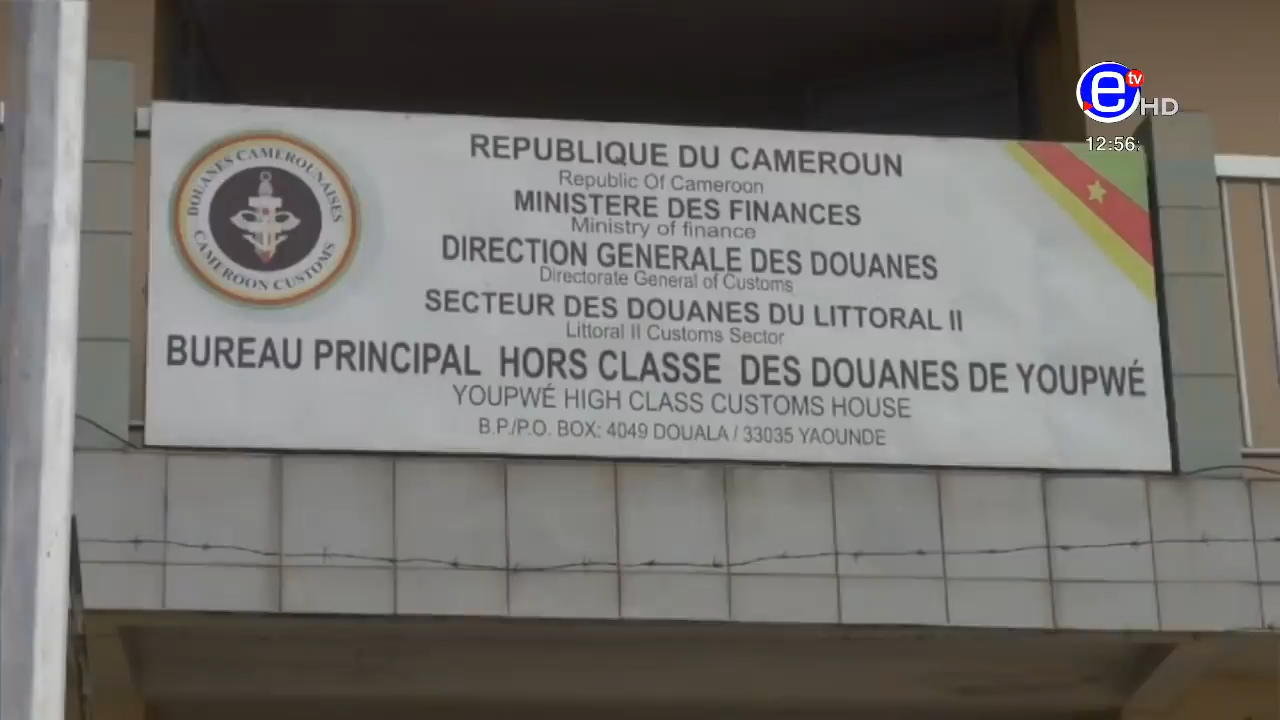 REPUBLIQUE DU CAMEROUN
Republic Of Cameroon
MINISTERE DES FINANCES
Ministry of finance
DIRECTION GENERALE DES DOUANES
Directorate General of Customs
SECTEUR DES DOUANES DU LITTORAL II
Littoral II Customs Sector
BUREAU PRINCIPAL HORS CLASSE DES DOUANES DE YOUPWÉ
YOUPWÉ HIGH CLASS CUSTOMS HOUSE
B.P./P.O. BOX: 4049 DOUALA / 33035 YAOUNDE
DOUANES CAMEROUNAISES
CAMEROON CUSTOMS
e tv HD
12:56: